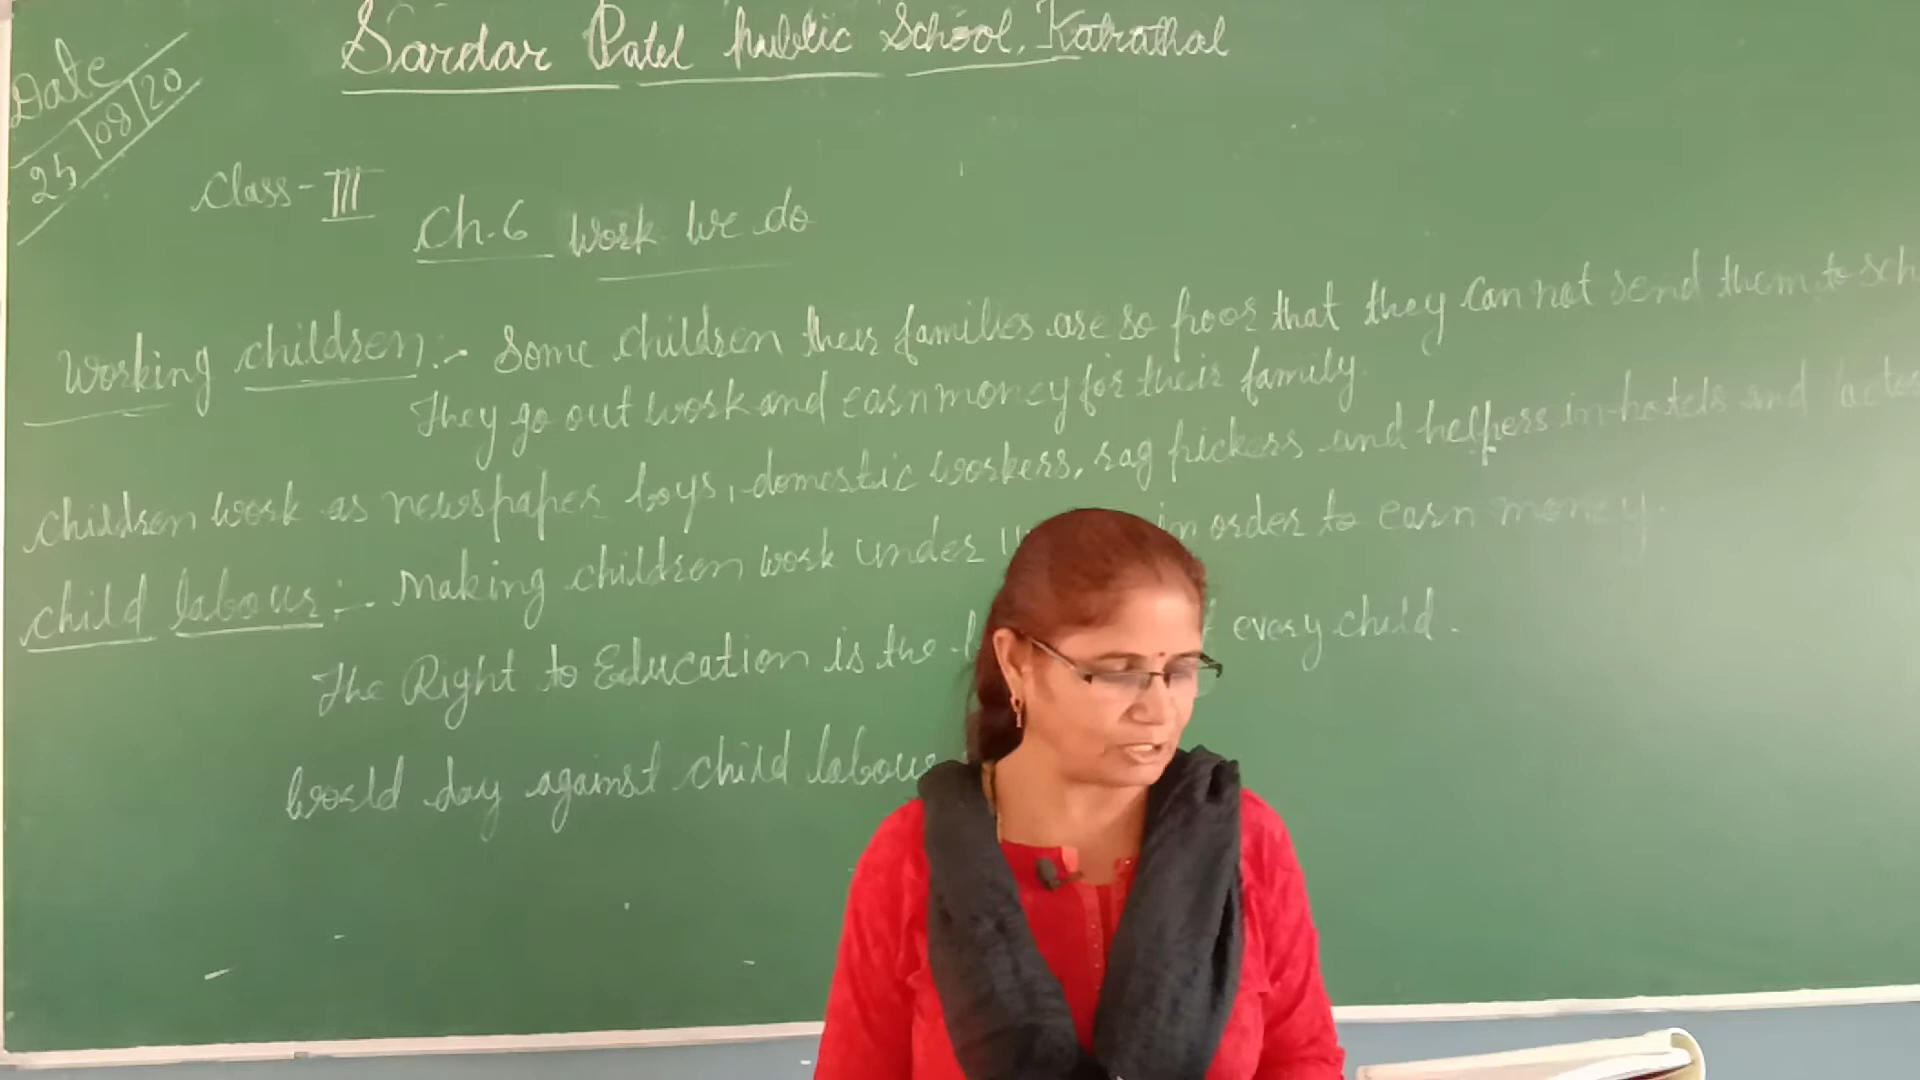 Sardar Patel Public School, Katrathal
Date
25/08/20
Class-III
Ch.6 Work We do
Working children:- Some children their families are so poor that they can not send them to sch
They go out work and earn money for their family.
children work as newspaper boys, domestic workers, rag pickers and helpers in hotels and
child labour:- Making children work under in order to earn money.
The Right to Education is the every child.
World day against child labour